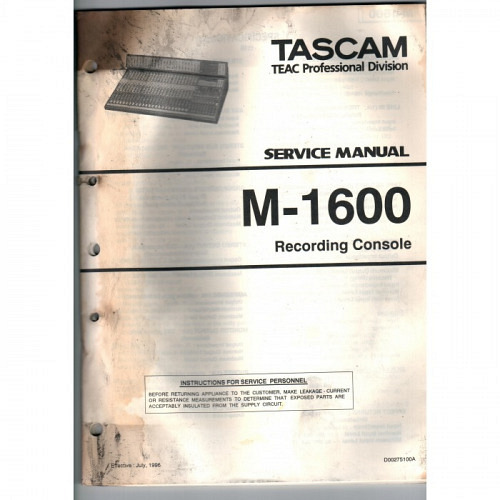 TASCAM
TEAC Professional Division
SERVICE MANUAL
M-1600
Recording Console
INSTRUCTIONS FOR SERVICE PERSONNEL
BEFORE RETURNING APPLIANCE TO THE CUSTOMER, MAKE LEAKAGE-CURRENT
OR RESISTANCE MEASUREMENTS TO DETERMINE THAT EXPOSED PARTS ARE
ACCEPTABLY INSULATED FROM THE SUPPLY CIRCUIT.
Effective : July, 1996
D00275100A